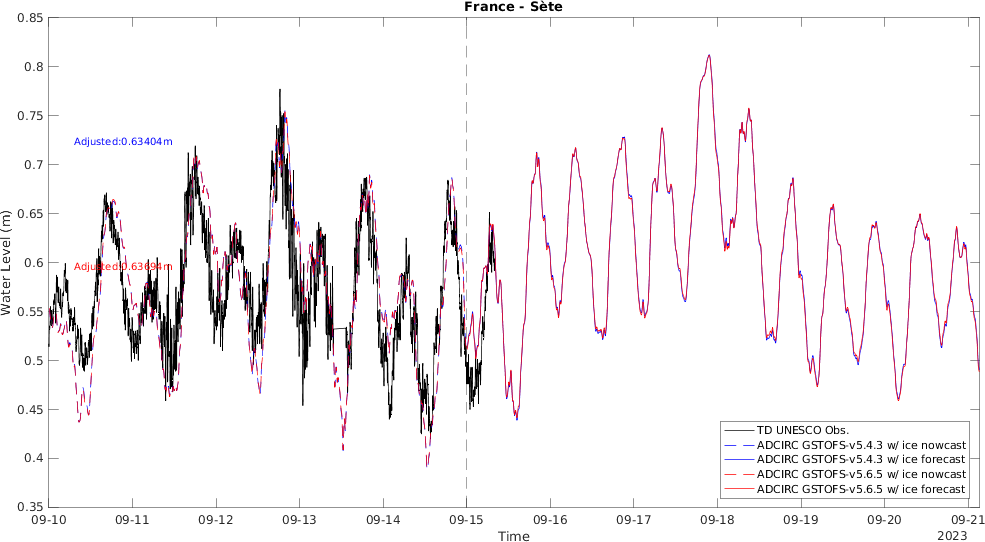 France - Sète
0.85
0.8
0.75
0.7
0.65
0.6
0.55
0.5
0.45
0.4
0.35
Water Level (m)
Adjusted:0.63404m
Adjusted:0.63694m
TD UNESCO Obs.
ADCIRC GSTOFS-v5.4.3 w/ ice nowcast
ADCIRC GSTOFS-v5.4.3 w/ ice forecast
ADCIRC GSTOFS-v5.6.5 w/ ice nowcast
ADCIRC GSTOFS-v5.6.5 w/ ice forecast
09-10 09-11 09-12 09-13 09-14 09-15 09-16 09-17 09-18 09-19 09-20 09-21
Time
2023